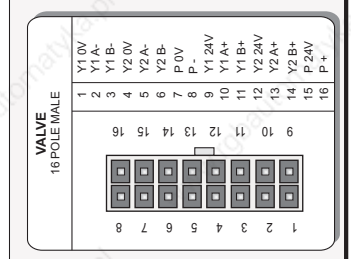 VALVE
16 POLE MALE
1 Y1 0V
2 Y1 A-
3 Y1 B-
4 Y2 0V
5 Y2 A-
6 Y2 B-
7 P 0V
8 P -
9 Y1 24V
10 Y1 A+
11 Y1 B+
12 Y2 24V
13 Y2 A+
14 Y2 B+
15 P 24V
16 P +
16 15 14 13 12 11 10 9
8 7 6 5 4 3 2 1